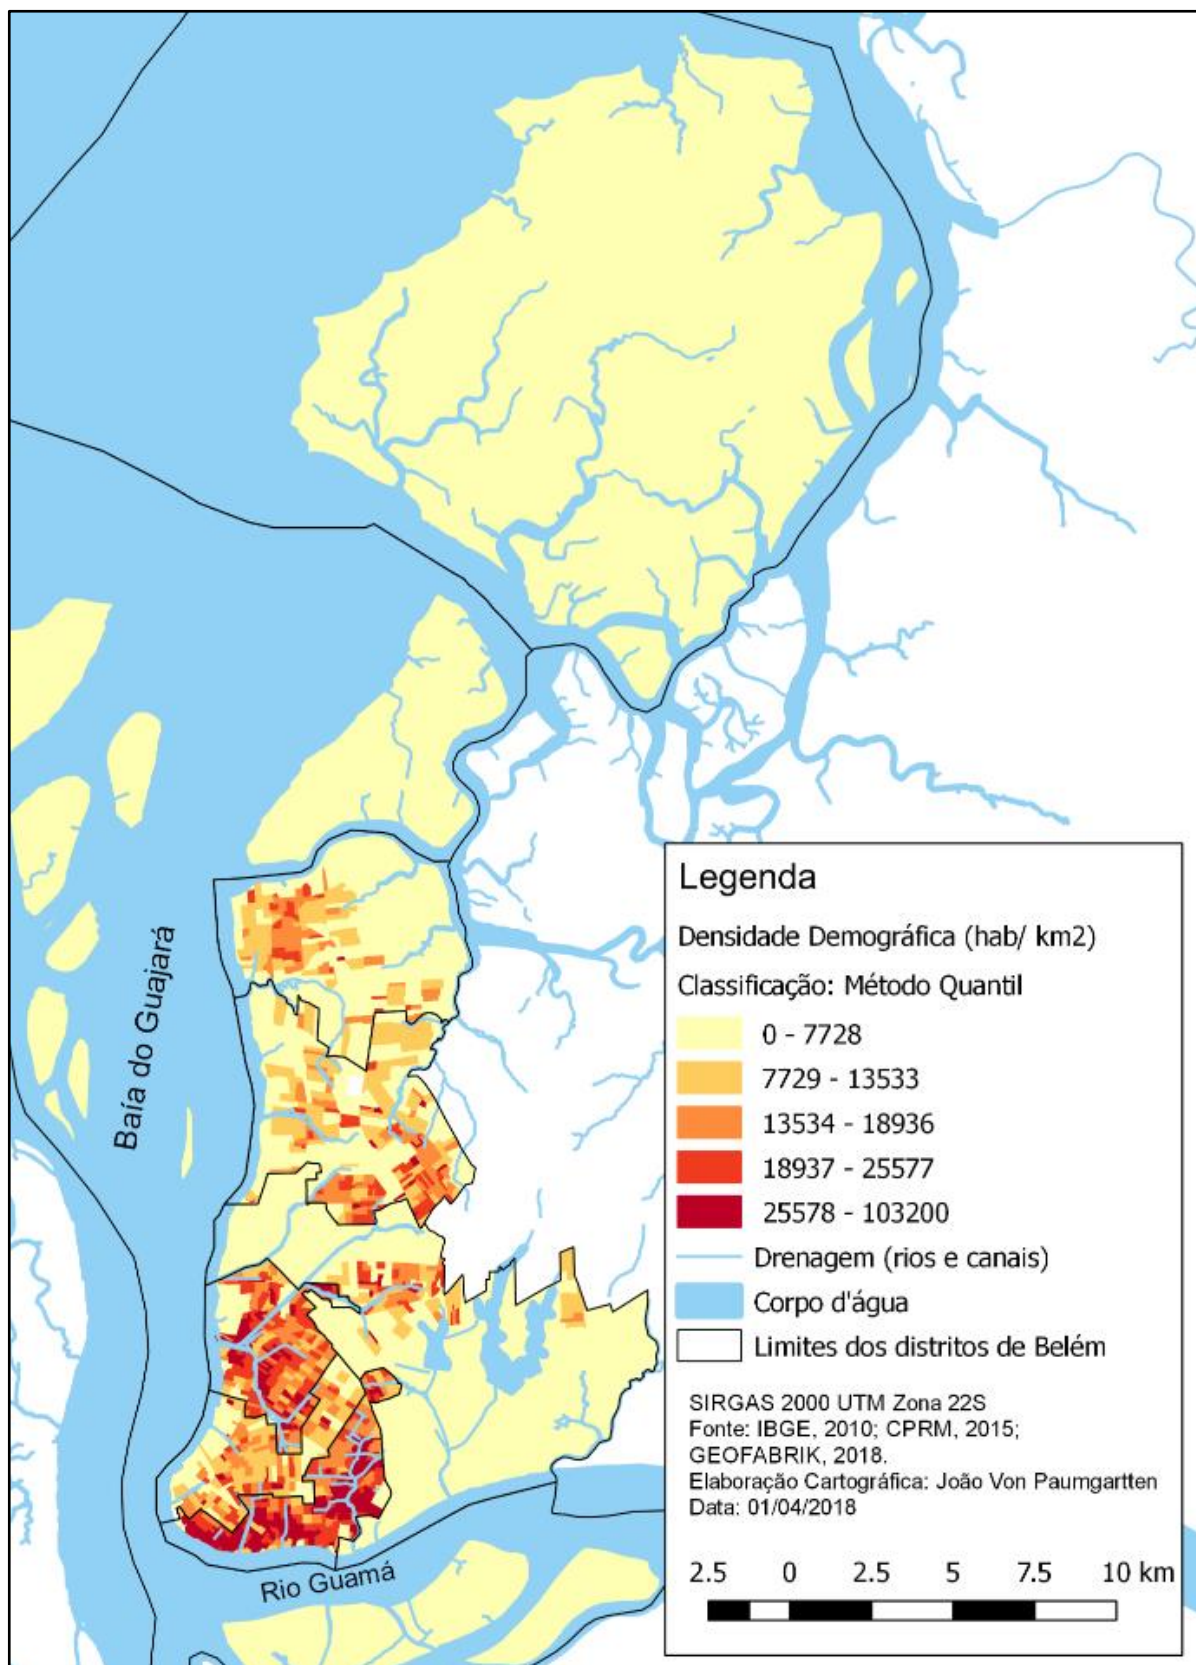 Baía do Guajará
Rio Guamá
Legenda
Densidade Demográfica (hab/ km2)
Classificação: Método Quantil
0 - 7728
7729 - 13533
13534 - 18936
18937 - 25577
25578 - 103200
Drenagem (rios e canais)
Corpo d'água
Limites dos distritos de Belém
SIRGAS 2000 UTM Zona 22S
Fonte: IBGE, 2010; CPRM, 2015;
GEOFABRIK, 2018.
Elaboração Cartográfica: João Von Paumgartten
Data: 01/04/2018
2.5 0 2.5 5 7.5 10 km